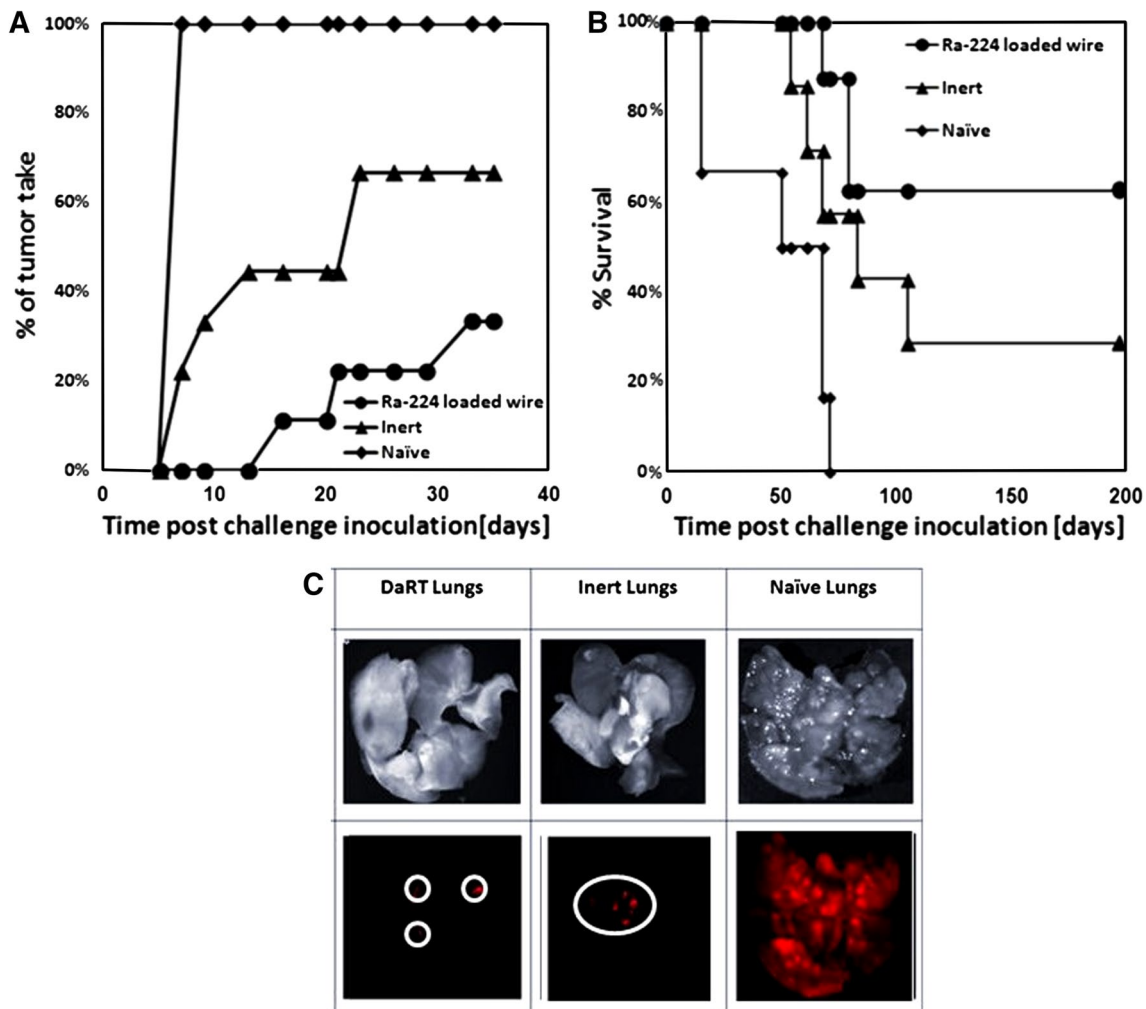 A
% of tumor take
100%
80%
60%
40%
20%
0%
0 10 20 30 40
Time post challenge inoculation[days]
Ra-224 loaded wire
Inert
Naïve
B
% Survival
100%
80%
60%
40%
20%
0%
0 50 100 150 200
Time post challenge inoculation [days]
Ra-224 loaded wire
Inert
Naïve
C
DaRT Lungs Inert Lungs Naïve Lungs